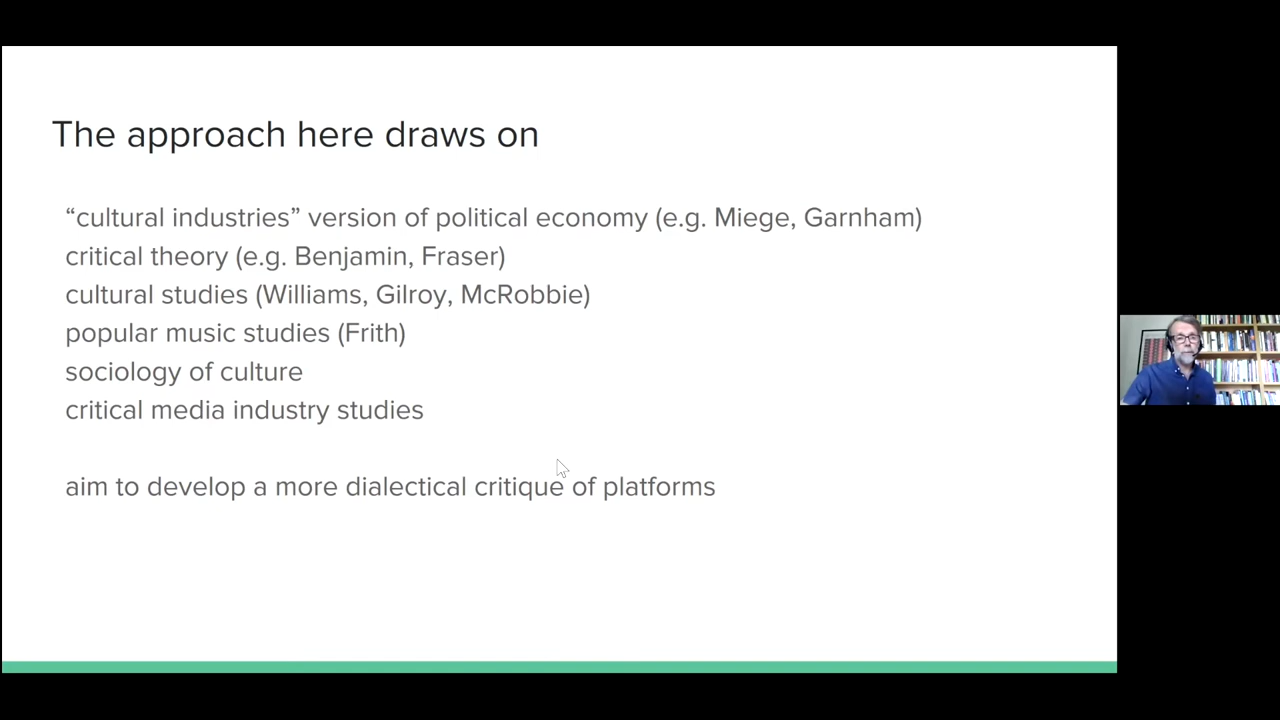 The approach here draws on
“cultural industries” version of political economy (e.g. Miege, Garnham)
critical theory (e.g. Benjamin, Fraser)
cultural studies (Williams, Gilroy, McRobbie)
popular music studies (Frith)
sociology of culture
critical media industry studies
aim to develop a more dialectical critique of platforms